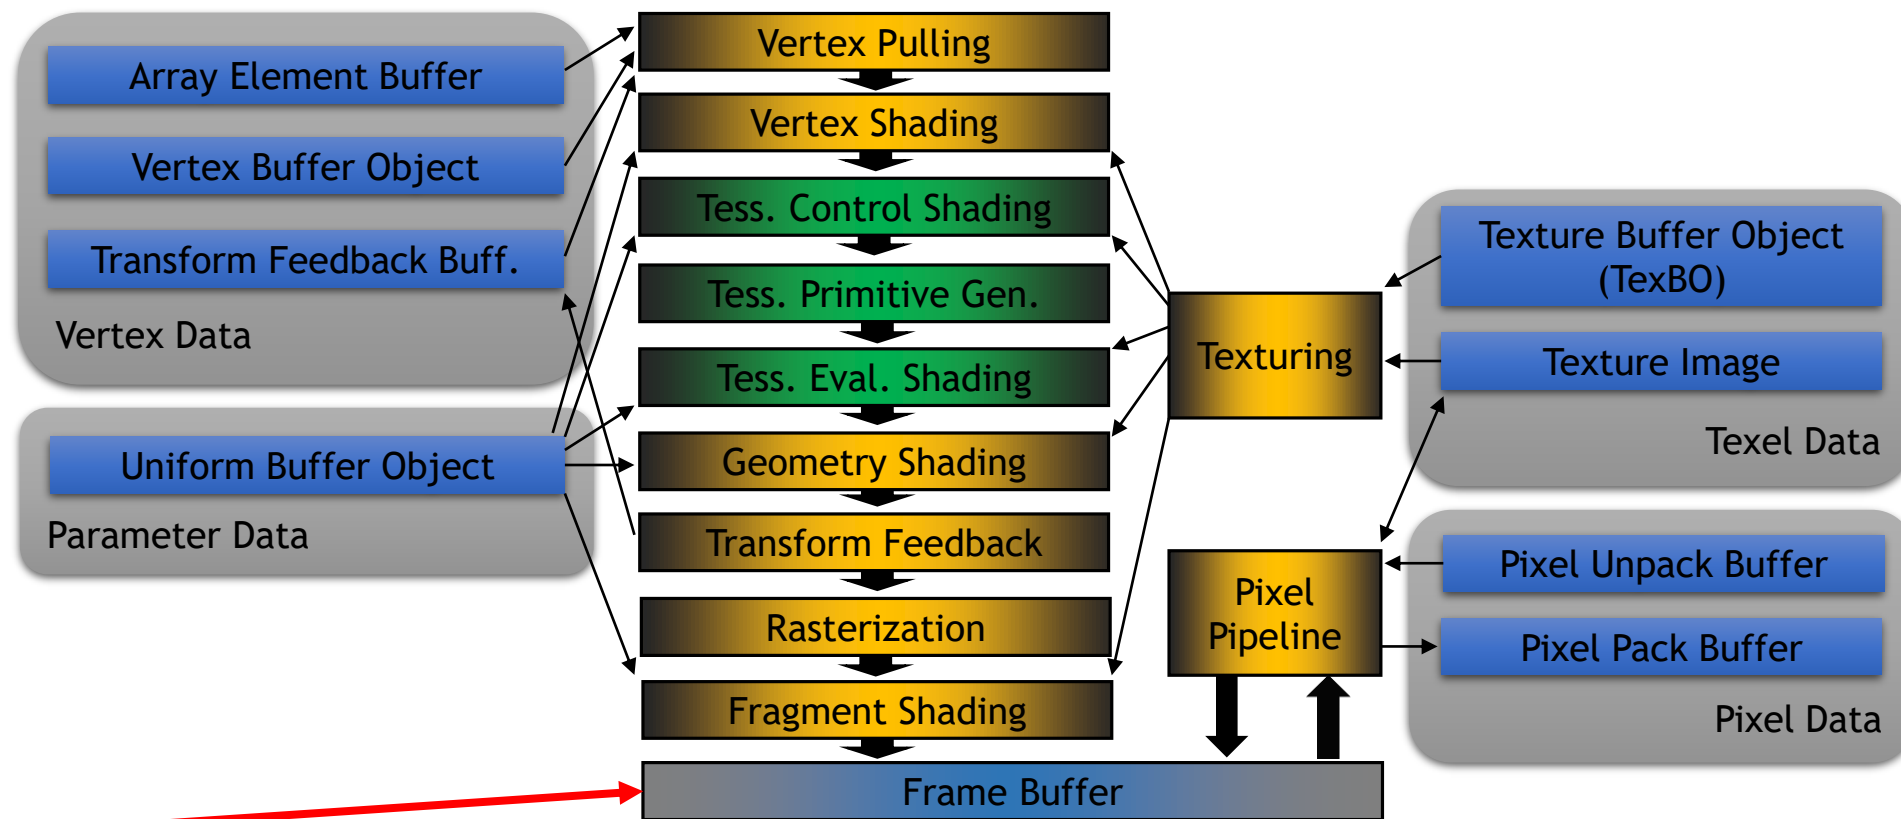 Array Element Buffer
Vertex Buffer Object
Transform Feedback Buff.
Vertex Data
Uniform Buffer Object
Parameter Data
Vertex Pulling
Vertex Shading
Tess. Control Shading
Tess. Primitive Gen.
Tess. Eval. Shading
Geometry Shading
Transform Feedback
Rasterization
Fragment Shading
Frame Buffer
Texturing
Pixel
Pipeline
Texture Buffer Object
(TexBO)
Texture Image
Texel Data
Pixel Unpack Buffer
Pixel Pack Buffer
Pixel Data